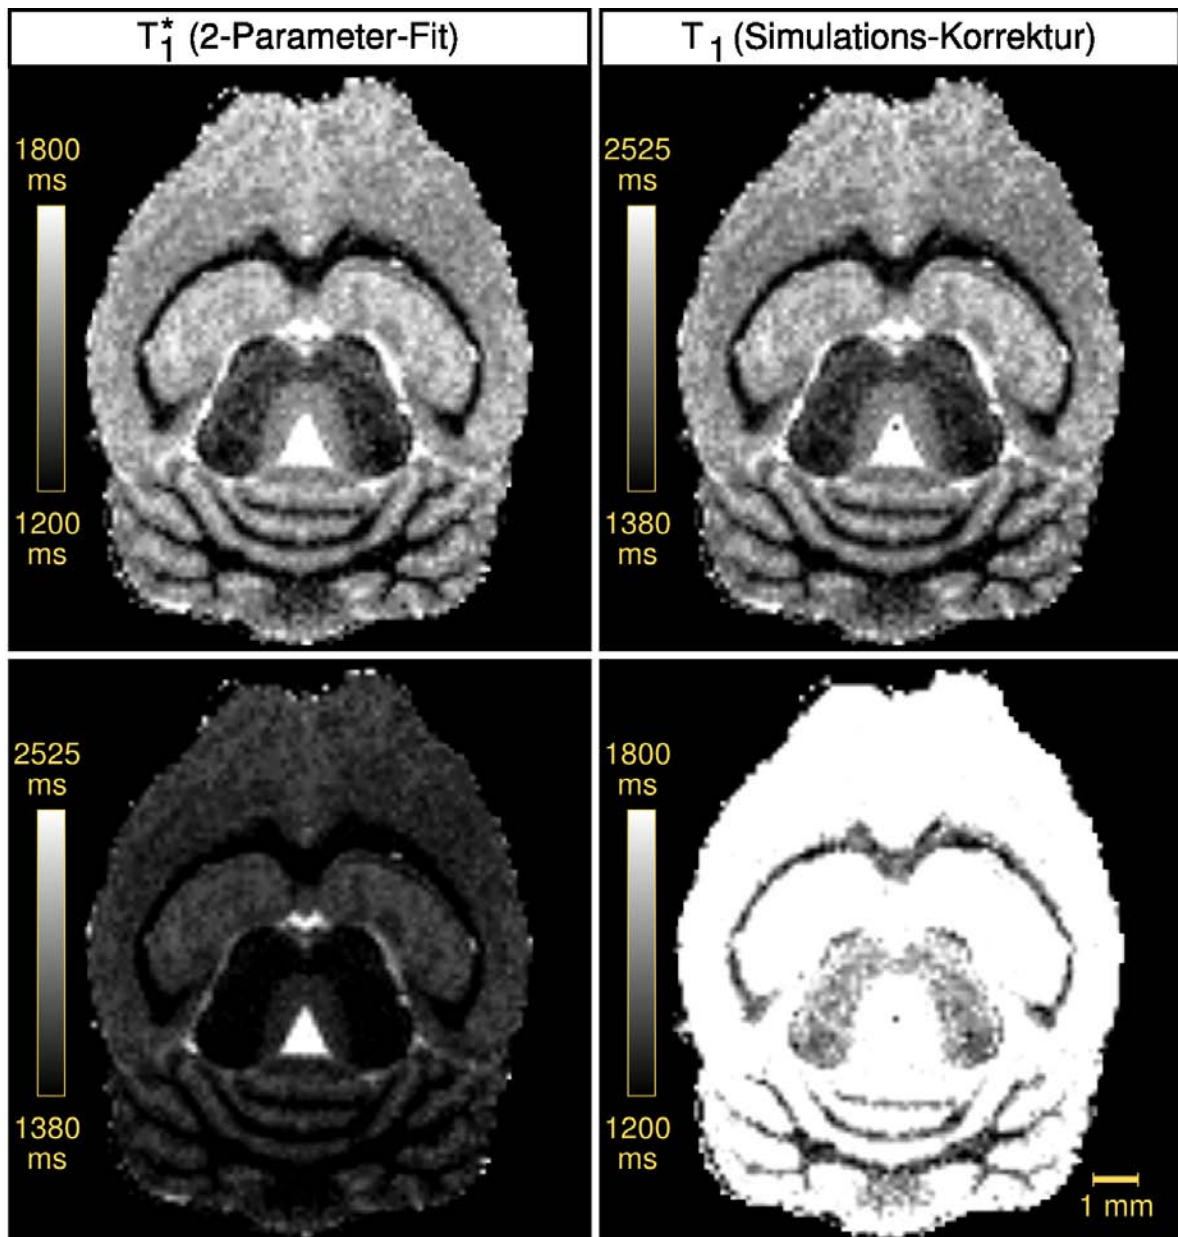 T1* (2-Parameter-Fit)
T1 (Simulations-Korrektur)
1800
ms
1200
ms
2525
ms
1380
ms
2525
ms
1380
ms
1800
ms
1200
ms
1 mm